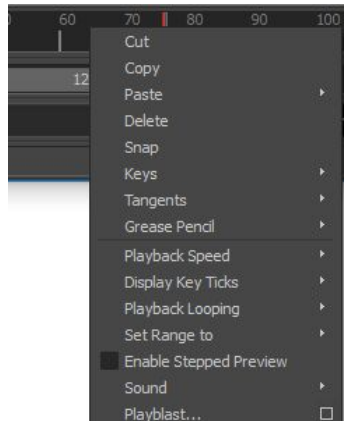 60 70 80 90 100
Cut
12
Copy
Paste
Delete
Snap
Keys
Tangents
Grease Pencil
Playback Speed
Display Key Ticks
Playback Looping
Set Range to
Enable Stepped Preview
Sound
Playblast...